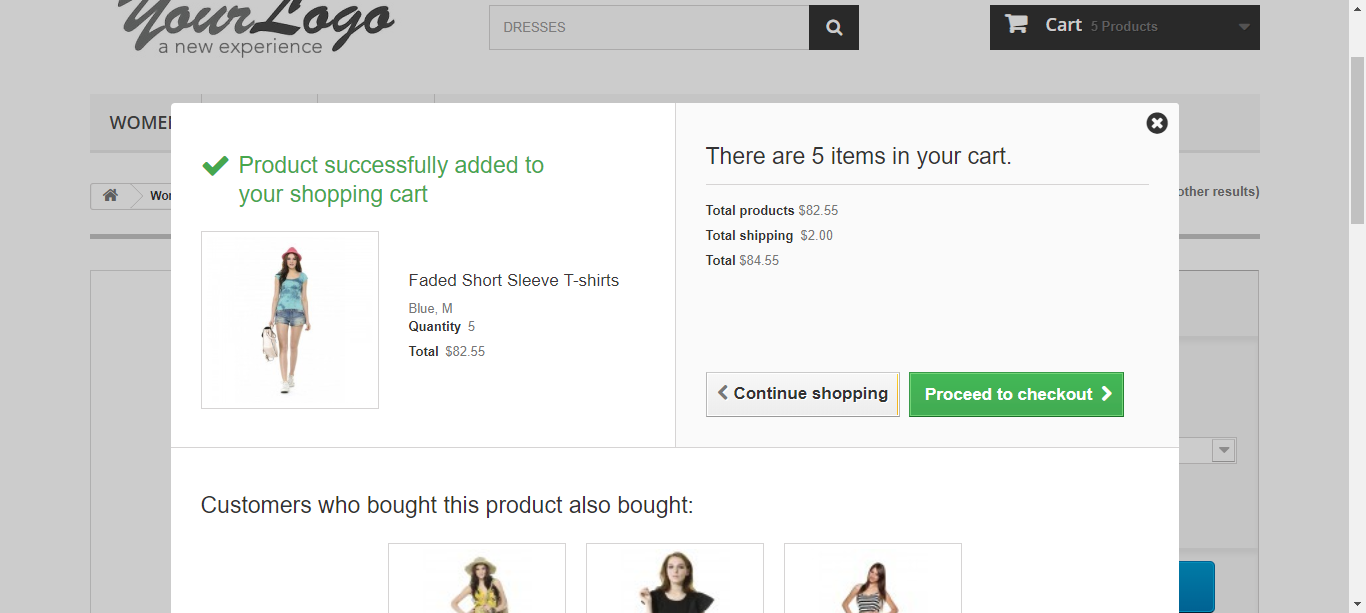 YourLogo
a new experience
DRESSES
Cart 5 Products
WOMEN
Product successfully added to
your shopping cart
There are 5 items in your cart.
other results)
Total products $82.55
Total shipping $2.00
Total $84.55
Faded Short Sleeve T-shirts
Blue, M
Quantity 5
Total $82.55
Continue shopping
Proceed to checkout
Customers who bought this product also bought: